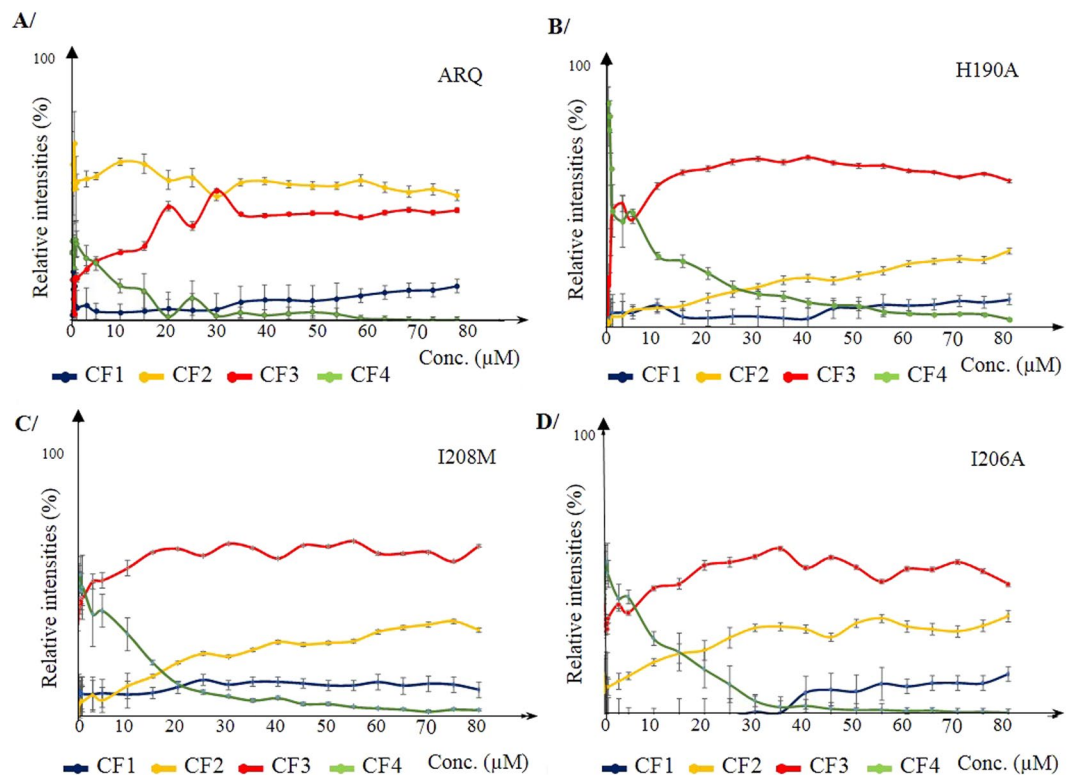 A/
100
ARQ
Relative intensities (%)
0 10 20 30 40 50 60 70 80
Conc. (µM)
CF1 CF2 CF3 CF4
B/
100
H190A
Relative intensities (%)
0 10 20 30 40 50 60 70 80
Conc. (µM)
CF1 CF2 CF3 CF4
C/
100
I208M
Relative intensities (%)
0 10 20 30 40 50 60 70 80
Conc. (µM)
CF1 CF2 CF3 CF4
D/
100
I206A
Relative intensities (%)
0 10 20 30 40 50 60 70 80
Conc. (µM)
CF1 CF2 CF3 CF4